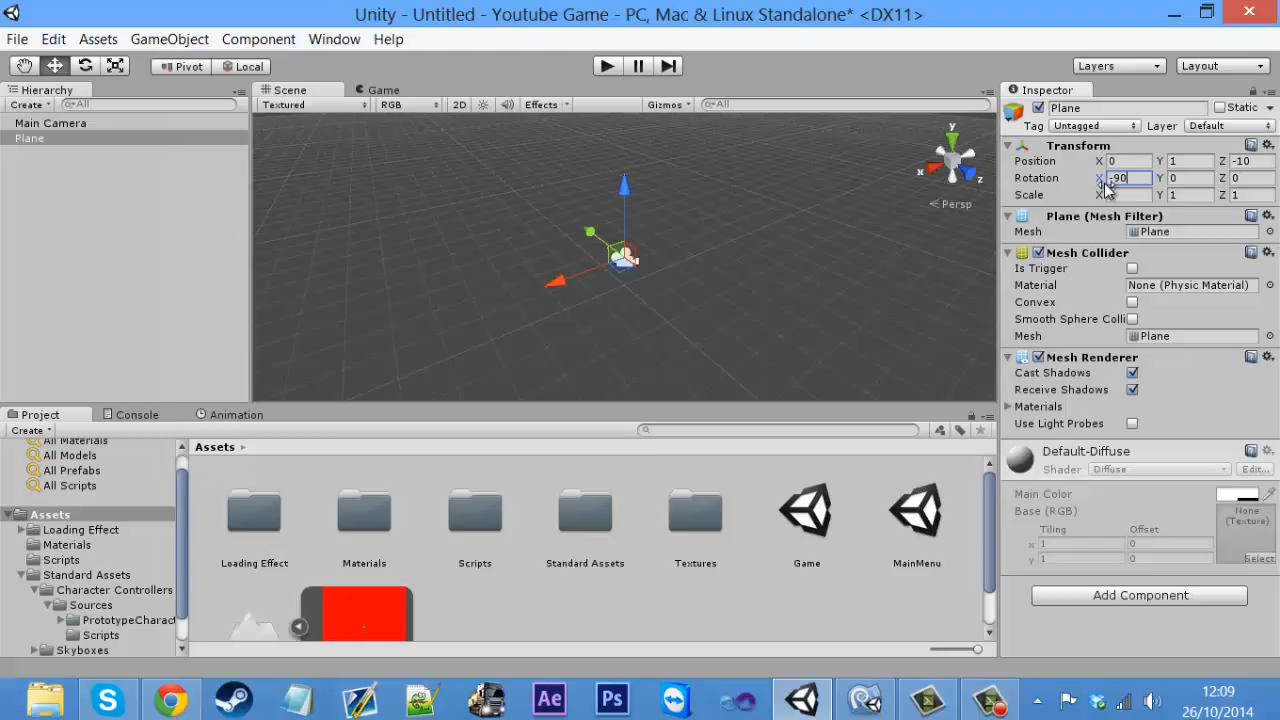 Unity - Untitled - Youtube Game - PC, Mac & Linux Standalone* <DX11>
File Edit Assets GameObject Component Window Help
Pivot Local Layers Layout
Hierarchy
Create All
Main Camera
Plane
Scene Game
Textured RGB 2D Effects Gizmos All
y
x
z
Persp
Inspector
Plane Static
Tag Untagged Layer Default
Transform
Position X 0 Y 1 Z -10
Rotation X -90 Y 0 Z 0
Scale X Y 1 Z 1
Plane (Mesh Filter)
Mesh Plane
Mesh Collider
Is Trigger
Material None (Physic Material)
Convex
Smooth Sphere Colli
Mesh Plane
Mesh Renderer
Cast Shadows
Receive Shadows
Materials
Use Light Probes
Default-Diffuse
Shader Diffuse Edit...
Main Color
Base (RGB)
None
(Texture)
Tiling Offset
x 1 0
y 1 0
Select
Add Component
Project Console Animation
Create
All Materials
All Models
All Prefabs
All Scripts
Assets
Loading Effect
Materials
Scripts
Standard Assets
Character Controllers
Sources
PrototypeCharact
Scripts
Skyboxes
Assets
Loading Effect Materials Scripts Standard Assets Textures Game MainMenu
Ae Ps
12:09
26/10/2014